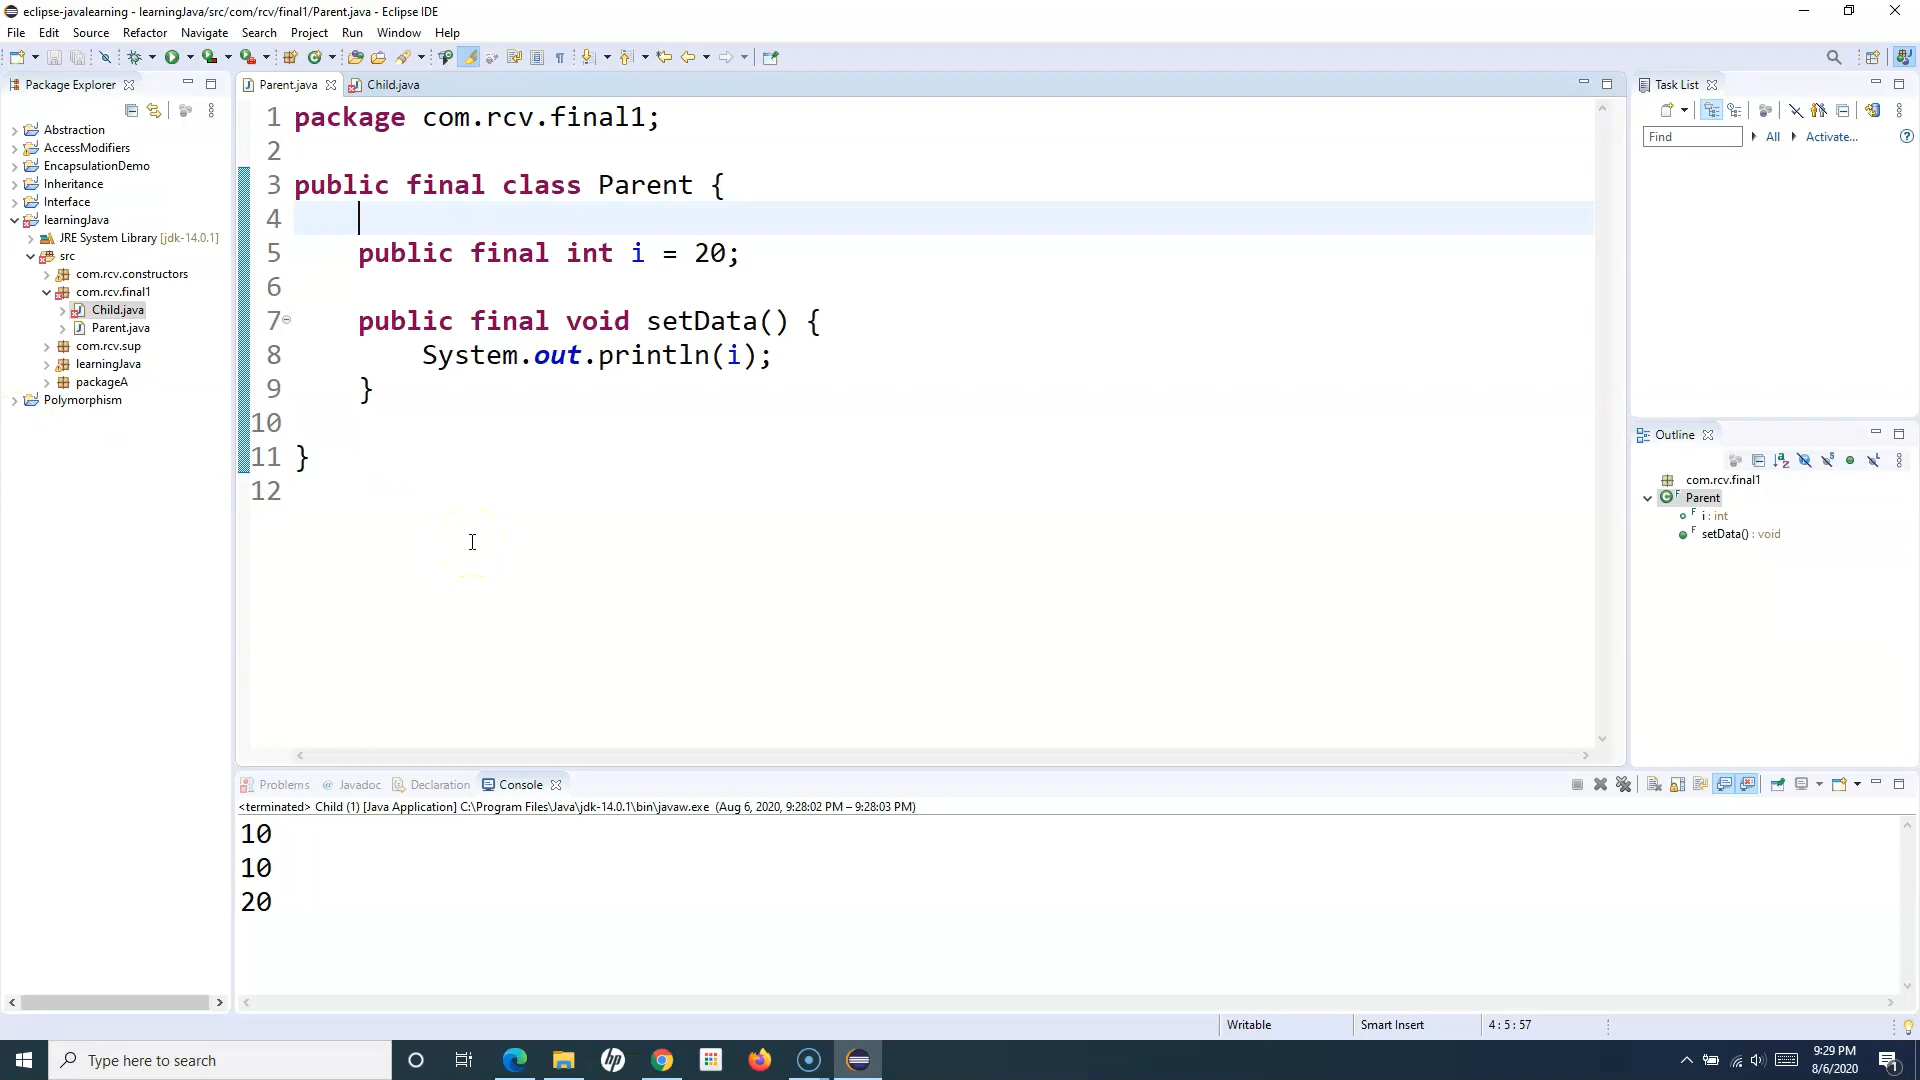 eclipse-javalearning - learningJava/src/com/rcv/final1/Parent.java - Eclipse IDE
File Edit Source Refactor Navigate Search Project Run Window Help
Package Explorer
Abstraction
AccessModifiers
EncapsulationDemo
Inheritance
Interface
learningJava
JRE System Library [jdk-14.0.1]
src
com.rcv.constructors
com.rcv.final1
Child.java
Parent.java
com.rcv.sup
learningJava
packageA
Polymorphism
Parent.java Child.java
1 package com.rcv.final1;
2
3 public final class Parent {
4
5 public final int i = 20;
6
7 public final void setData() {
8 System.out.println(i);
9 }
10
11 }
12
Task List
Find All Activate...
Outline
com.rcv.final1
Parent
i : int
setData() : void
Problems @ Javadoc Declaration Console
<terminated> Child (1) [Java Application] C:\Program Files\Java\jdk-14.0.1\bin\javaw.exe (Aug 6, 2020, 9:28:02 PM – 9:28:03 PM)
10
10
20
Writable Smart Insert 4 : 5 : 57
Type here to search
hp
9:29 PM
8/6/2020
1